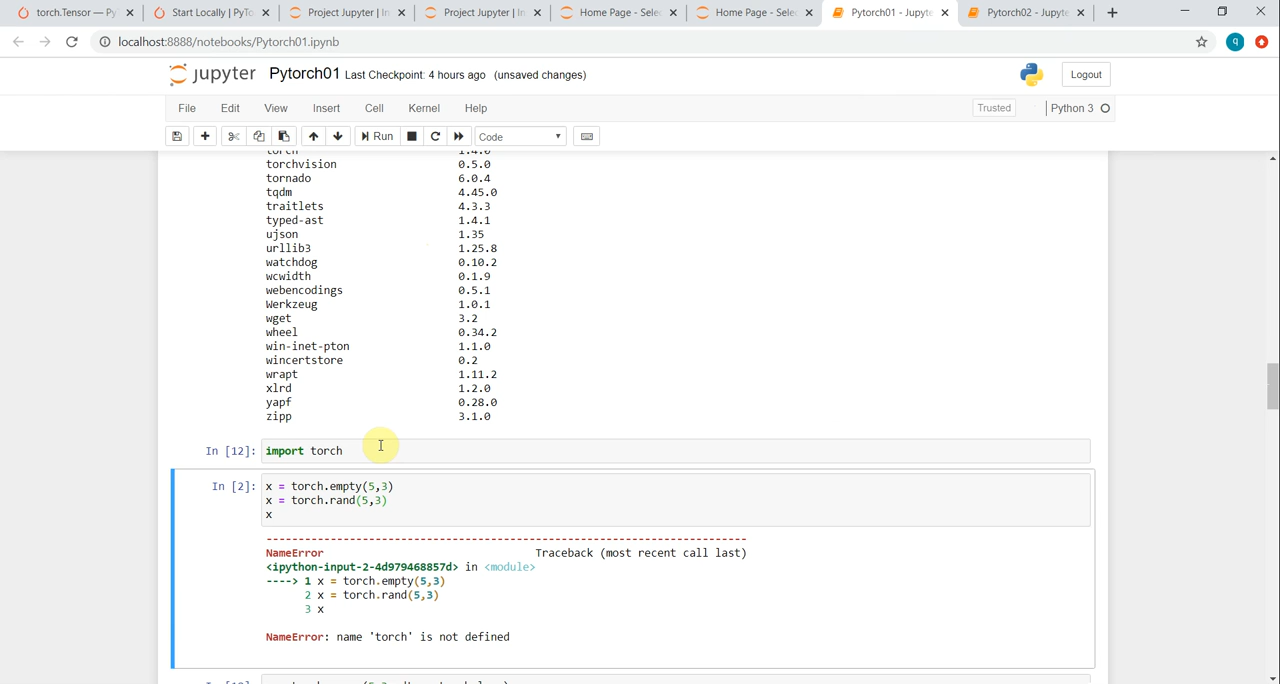 torch.Tensor — Py
Start Locally | PyTo
Project Jupyter | In
Project Jupyter | In
Home Page - Selec
Home Page - Selec
Pytorch01 - Jupyte
Pytorch02 - Jupyte
localhost:8888/notebooks/Pytorch01.ipynb
q
jupyter Pytorch01 Last Checkpoint: 4 hours ago (unsaved changes)
Logout
File Edit View Insert Cell Kernel Help
Trusted Python 3
Run Code
torch 1.4.0
torchvision 0.5.0
tornado 6.0.4
tqdm 4.45.0
traitlets 4.3.3
typed-ast 1.4.1
ujson 1.35
urllib3 1.25.8
watchdog 0.10.2
wcwidth 0.1.9
webencodings 0.5.1
Werkzeug 1.0.1
wget 3.2
wheel 0.34.2
win-inet-pton 1.1.0
wincertstore 0.2
wrapt 1.11.2
xlrd 1.2.0
yapf 0.28.0
zipp 3.1.0
In [12]: import torch
In [2]: x = torch.empty(5,3)
x = torch.rand(5,3)
x
---------------------------------------------------------------------------
NameError Traceback (most recent call last)
<ipython-input-2-4d979468857d> in <module>
----> 1 x = torch.empty(5,3)
2 x = torch.rand(5,3)
3 x
NameError: name 'torch' is not defined